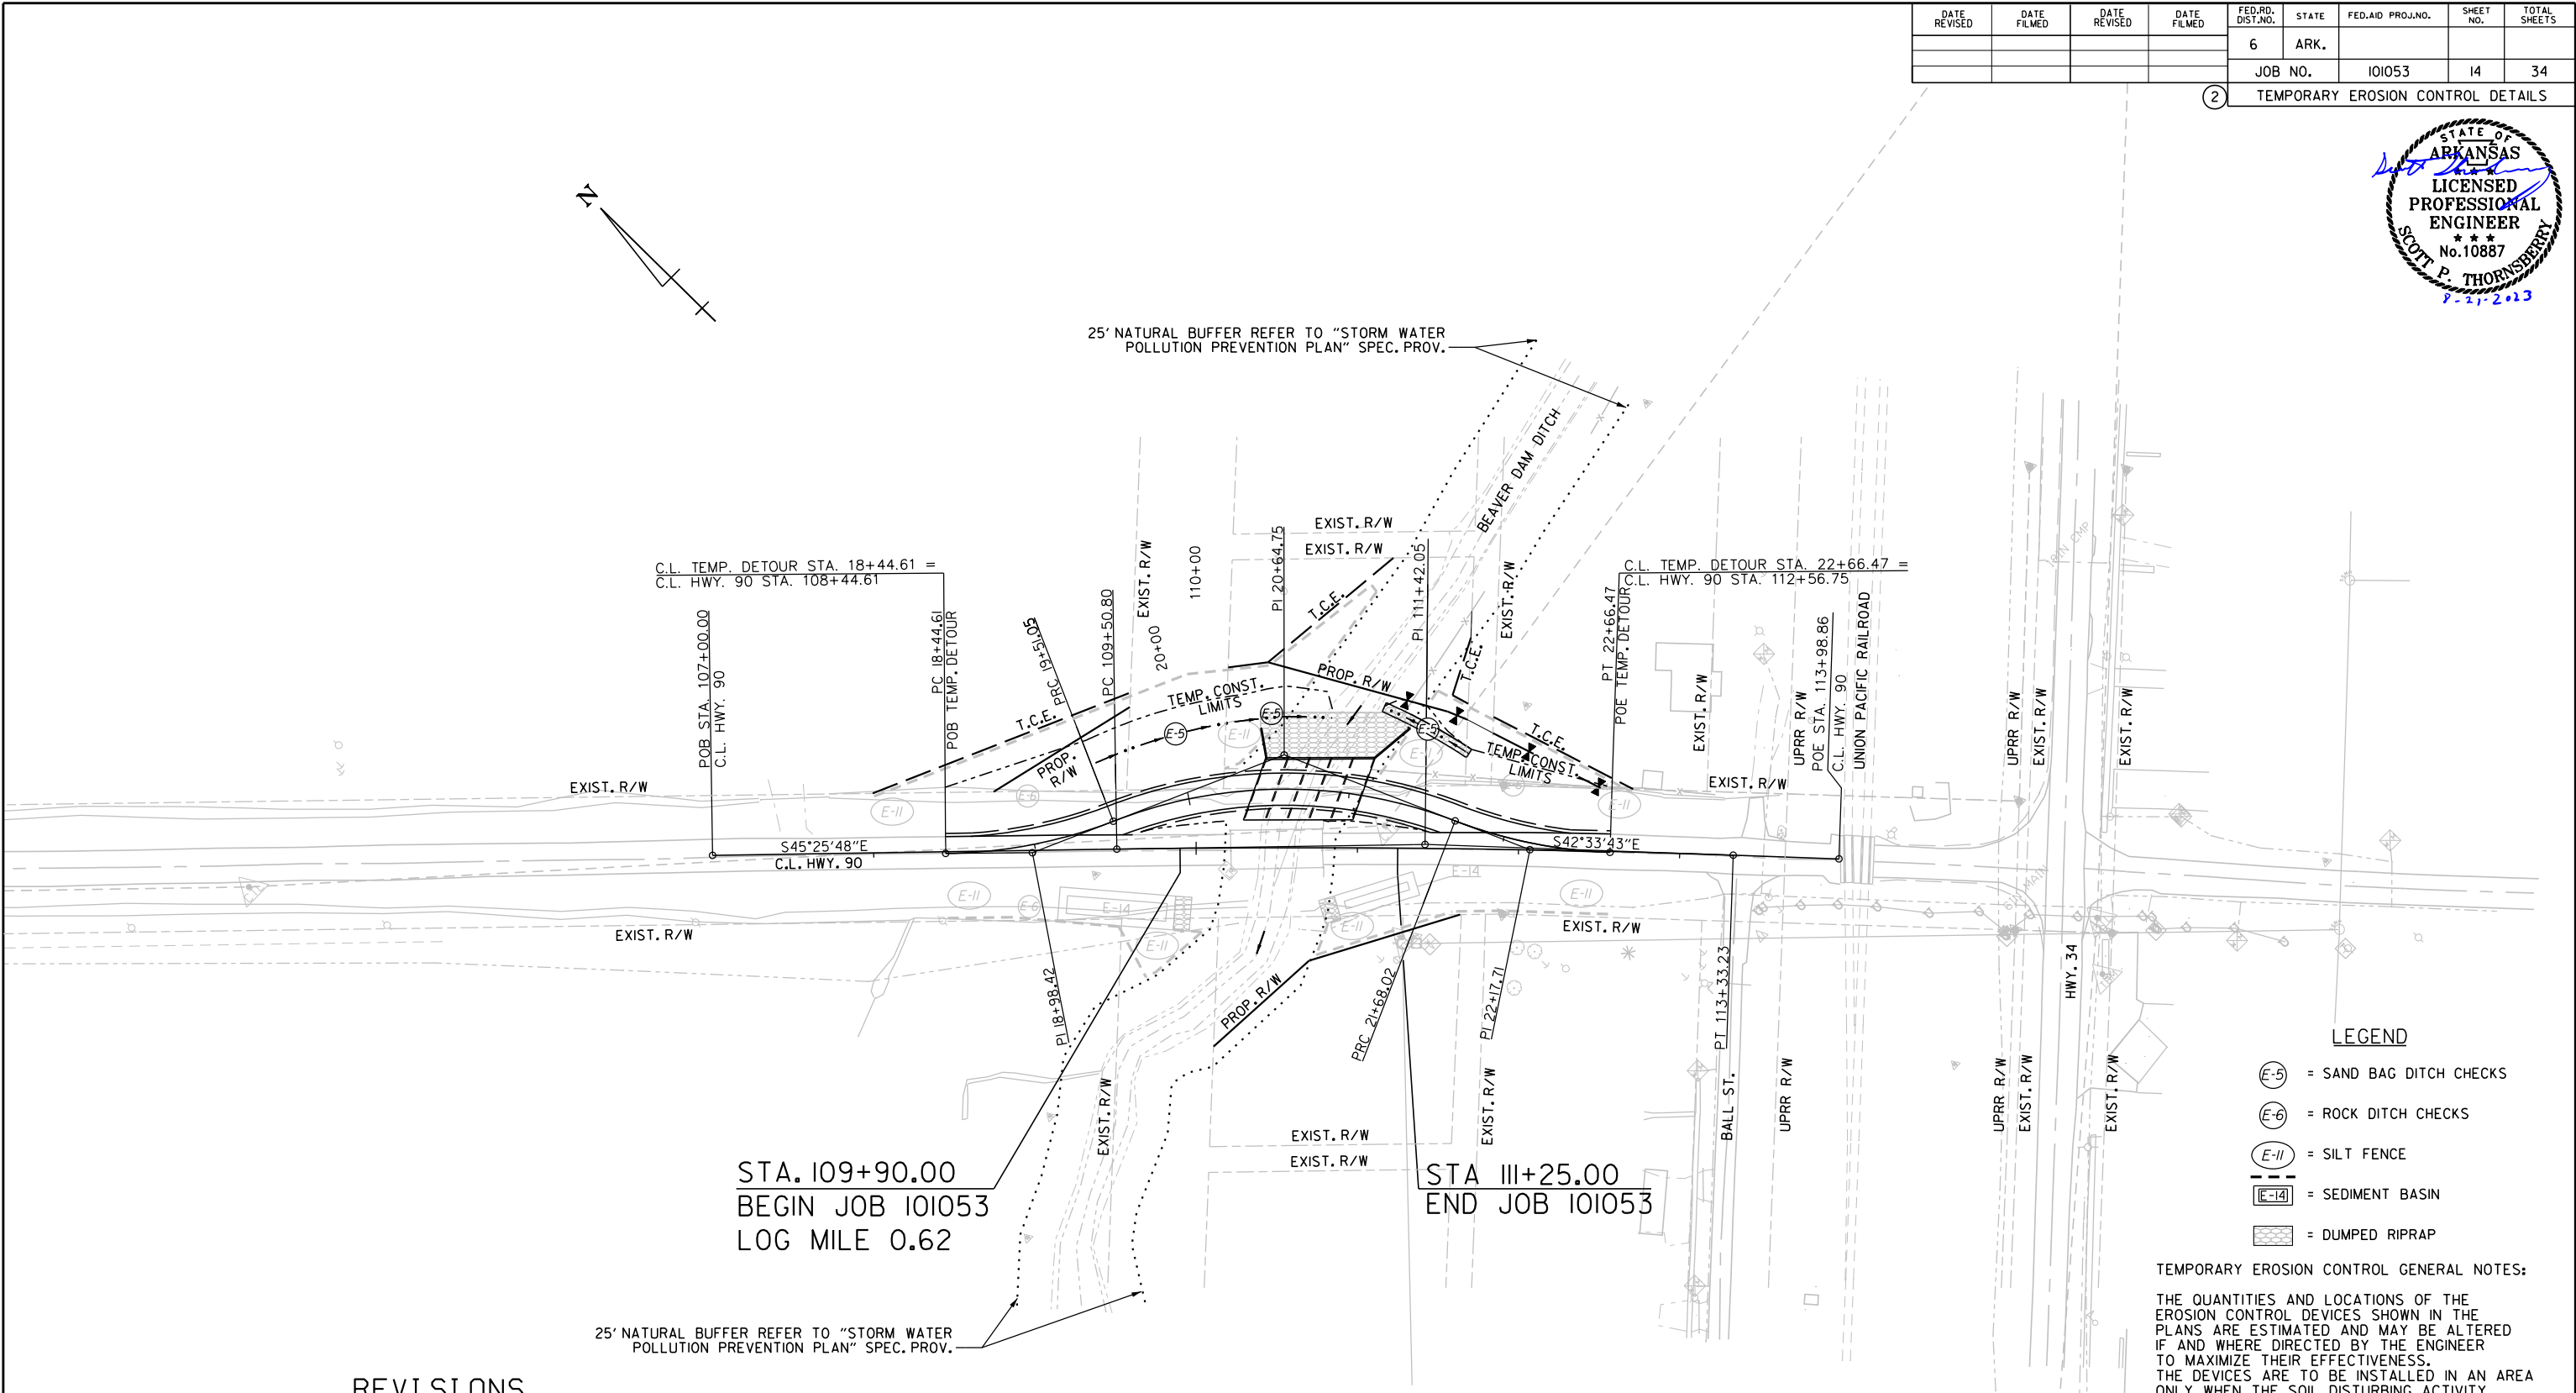 DATE REVISED
DATE FILMED
DATE REVISED
DATE FILMED
FED.RD. DIST.NO.
STATE
FED.AID PROJ.NO.
SHEET NO.
TOTAL SHEETS
6
ARK.
JOB NO.
101053
14
34
2
TEMPORARY EROSION CONTROL DETAILS
STATE OF
ARKANSAS
LICENSED
PROFESSIONAL
ENGINEER
No.10887
SCOTT P. THORNSBERRY
8-21-2023
N
25' NATURAL BUFFER REFER TO "STORM WATER
POLLUTION PREVENTION PLAN" SPEC. PROV.
BEAVER DAM DITCH
EXIST. R/W
EXIST. R/W
C.L. TEMP. DETOUR STA. 18+44.61 =
C.L. HWY. 90 STA. 108+44.61
C.L. TEMP. DETOUR STA. 22+66.47 =
C.L. HWY. 90 STA. 112+56.75
POB STA. 107+00.00
C.L. HWY. 90
PC 18+44.61
POB TEMP. DETOUR
PRC 19+51.05
PC 109+50.80
EXIST. R/W
20+00
110+00
PI 20+64.75
PI 111+42.05
EXIST. R/W
PT 22+66.47
POE TEMP. DETOUR
EXIST. R/W
UPRR R/W
POE STA. 113+98.86
C.L. HWY. 90
UNION PACIFIC RAILROAD
UPRR R/W
EXIST. R/W
EXIST. R/W
18IN CMP
T.C.E.
T.C.E.
T.C.E.
T.C.E.
PROP. R/W
TEMP. CONST.
LIMITS
PROP.
R/W
E-5
E-5
E-5
E-11
E-11
TEMP. CONST.
LIMITS
EXIST. R/W
EXIST. R/W
E-11
E-6
E-6
E-11
S45°25'48"E
C.L. HWY. 90
S42°33'43"E
E-11
E-6
E-14
E-11
E-11
E-14
E-11
MAIN
EXIST. R/W
EXIST. R/W
PI 18+98.42
PROP. R/W
PRC 21+68.02
PI 22+17.71
PT 113+33.23
HWY. 34
EXIST. R/W
EXIST. R/W
BALL ST.
UPRR R/W
UPRR R/W
EXIST. R/W
EXIST. R/W
EXIST. R/W
EXIST. R/W
STA. 109+90.00
BEGIN JOB 101053
LOG MILE 0.62
STA 111+25.00
END JOB 101053
25' NATURAL BUFFER REFER TO "STORM WATER
POLLUTION PREVENTION PLAN" SPEC. PROV.
LEGEND
E-5 = SAND BAG DITCH CHECKS
E-6 = ROCK DITCH CHECKS
E-11 = SILT FENCE
E-14 = SEDIMENT BASIN
= DUMPED RIPRAP
TEMPORARY EROSION CONTROL GENERAL NOTES:
THE QUANTITIES AND LOCATIONS OF THE
EROSION CONTROL DEVICES SHOWN IN THE
PLANS ARE ESTIMATED AND MAY BE ALTERED
IF AND WHERE DIRECTED BY THE ENGINEER
TO MAXIMIZE THEIR EFFECTIVENESS.
THE DEVICES ARE TO BE INSTALLED IN AN AREA
ONLY WHEN THE SOIL DISTURBING ACTIVITY
REVISIONS